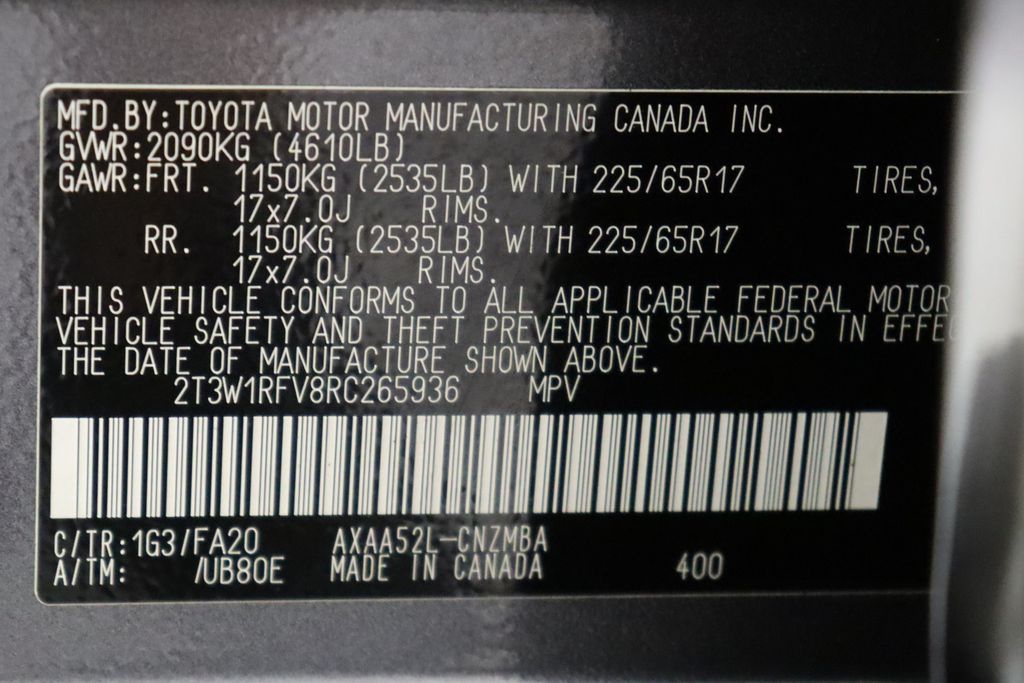 MFD.BY:TOYOTA MOTOR MANUFACTURING CANADA INC.
GVWR:2090KG (4610LB)
GAWR:FRT. 1150KG (2535LB) WITH 225/65R17 TIRES,
17x7.0J RIMS.
RR. 1150KG (2535LB) WITH 225/65R17 TIRES,
17x7.0J RIMS.
THIS VEHICLE CONFORMS TO ALL APPLICABLE FEDERAL MOTOR
VEHICLE SAFETY AND THEFT PREVENTION STANDARDS IN EFFE
THE DATE OF MANUFACTURE SHOWN ABOVE.
2T3W1RFV8RC265936 MPV
C/TR:1G3/FA20 AXAA52L-CNZMBA
A/TM: /UB80E MADE IN CANADA 400